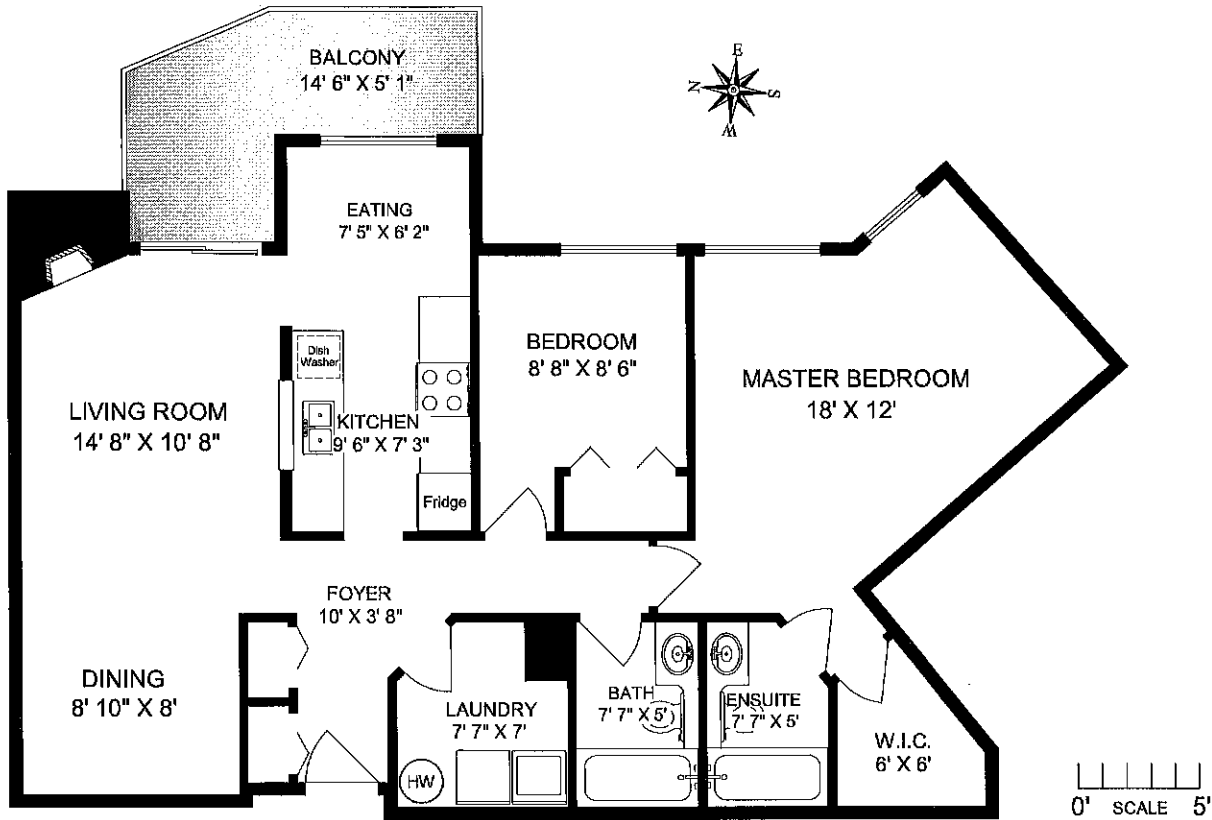 BALCONY
14' 6" X 5' 1"
E
N
S
W
EATING
7' 5" X 6' 2"
Dish
Washer
BEDROOM
8' 8" X 8' 6"
MASTER BEDROOM
18' X 12'
LIVING ROOM
14' 8" X 10' 8"
KITCHEN
9' 6" X 7' 3"
Fridge
FOYER
10' X 3' 8"
DINING
8' 10" X 8'
LAUNDRY
7' 7" X 7'
HW
BATH
7' 7" X 5'
ENSUITE
7' 7" X 5'
W.I.C.
6' X 6'
0' SCALE 5'